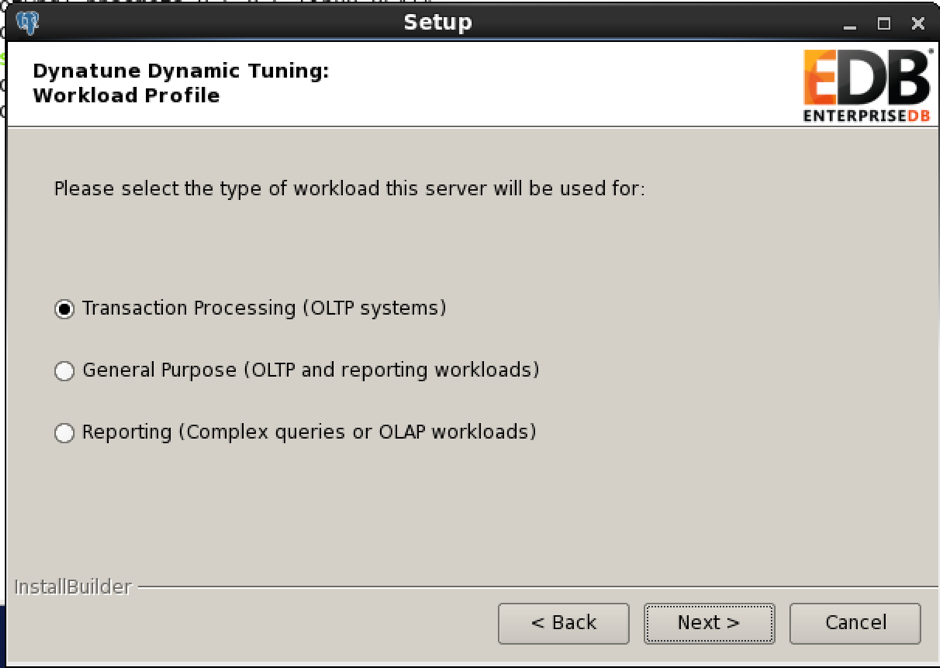 Setup
Dynatune Dynamic Tuning:
Workload Profile
EDB
ENTERPRISEDB
Please select the type of workload this server will be used for:
Transaction Processing (OLTP systems)
General Purpose (OLTP and reporting workloads)
Reporting (Complex queries or OLAP workloads)
InstallBuilder
< Back
Next >
Cancel